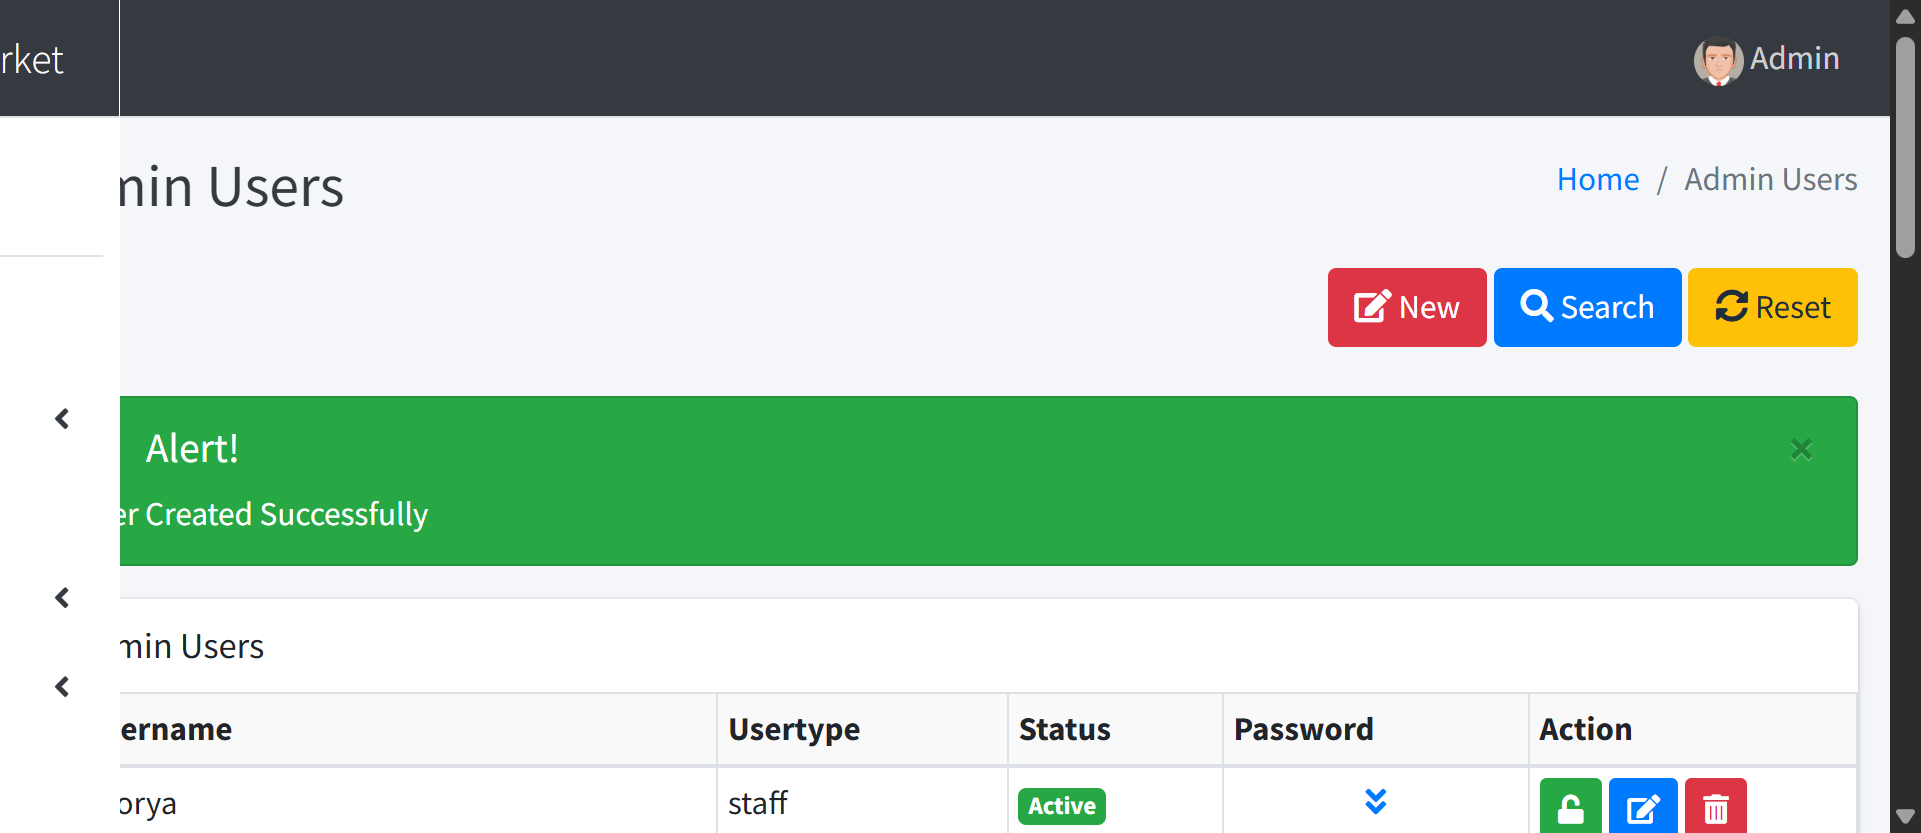 rket
Admin
min Users
Home / Admin Users
New
Search
Reset
Alert!
er Created Successfully
min Users
ername
Usertype
Status
Password
Action
orya
staff
Active